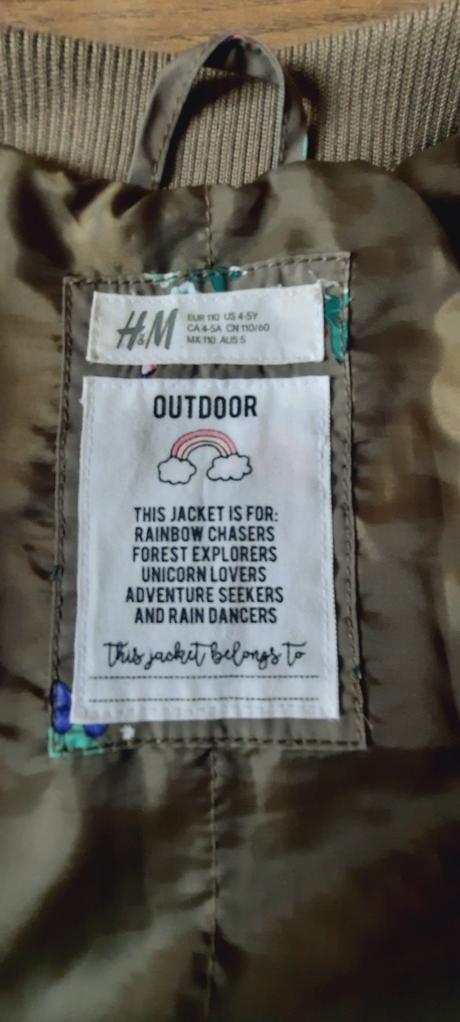 H&M
EUR 110 US 4-5Y
CA 4-5A CN 110/60
MX 110 AUS 5
OUTDOOR
THIS JACKET IS FOR:
RAINBOW CHASERS
FOREST EXPLORERS
UNICORN LOVERS
ADVENTURE SEEKERS
AND RAIN DANCERS
this jacket belongs to